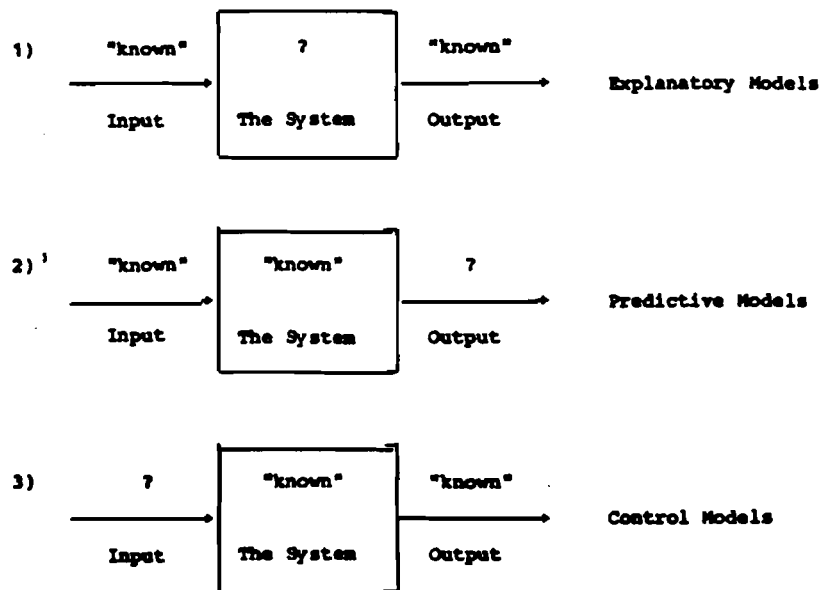 1) "known" ? "known"
Explanatory Models
Input The System Output
2) "known" "known" ?
Predictive Models
Input The System Output
3) ? "known" "known"
Control Models
Input The System Output